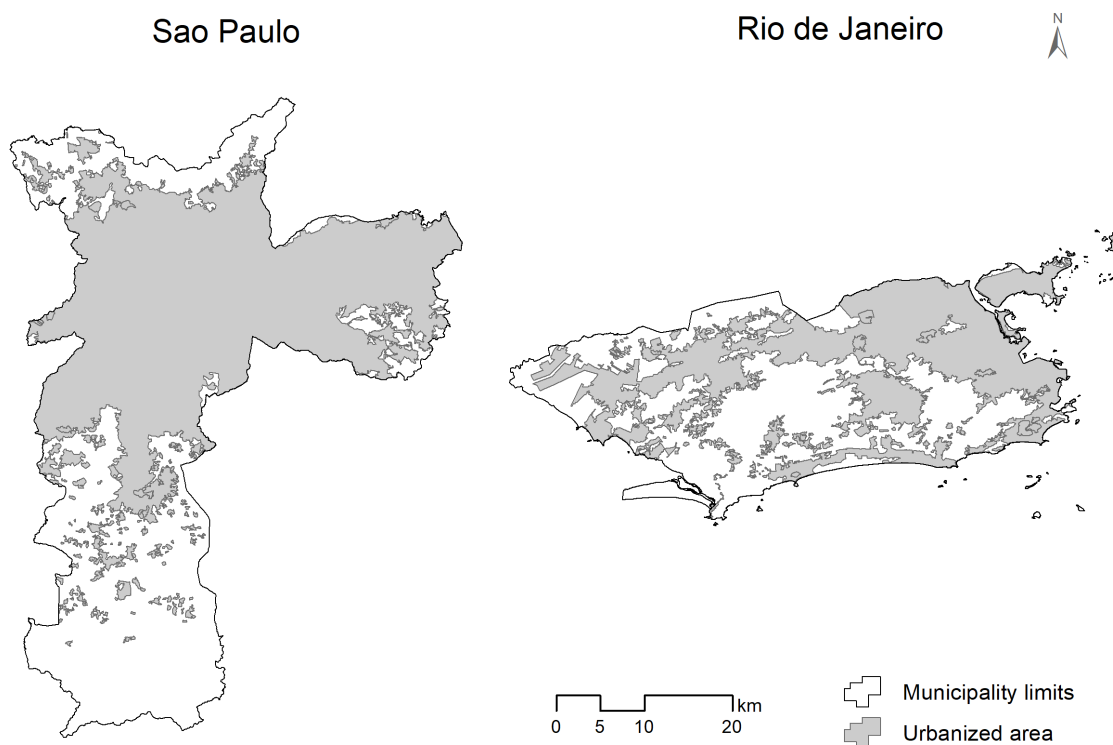 Sao Paulo
Rio de Janeiro
N
Municipality limits
km
0 5 10 20
Urbanized area